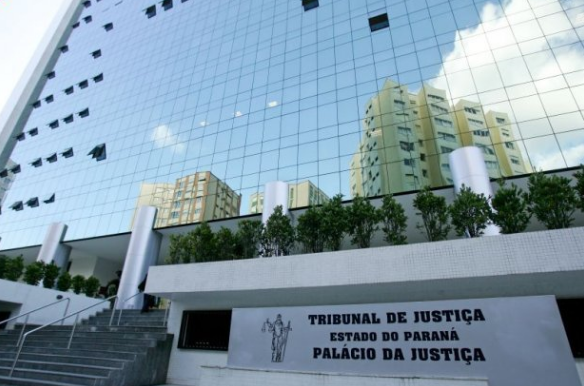 TRIBUNAL DE JUSTIÇA
ESTADO DO PARANÁ
PALÁCIO DA JUSTIÇA